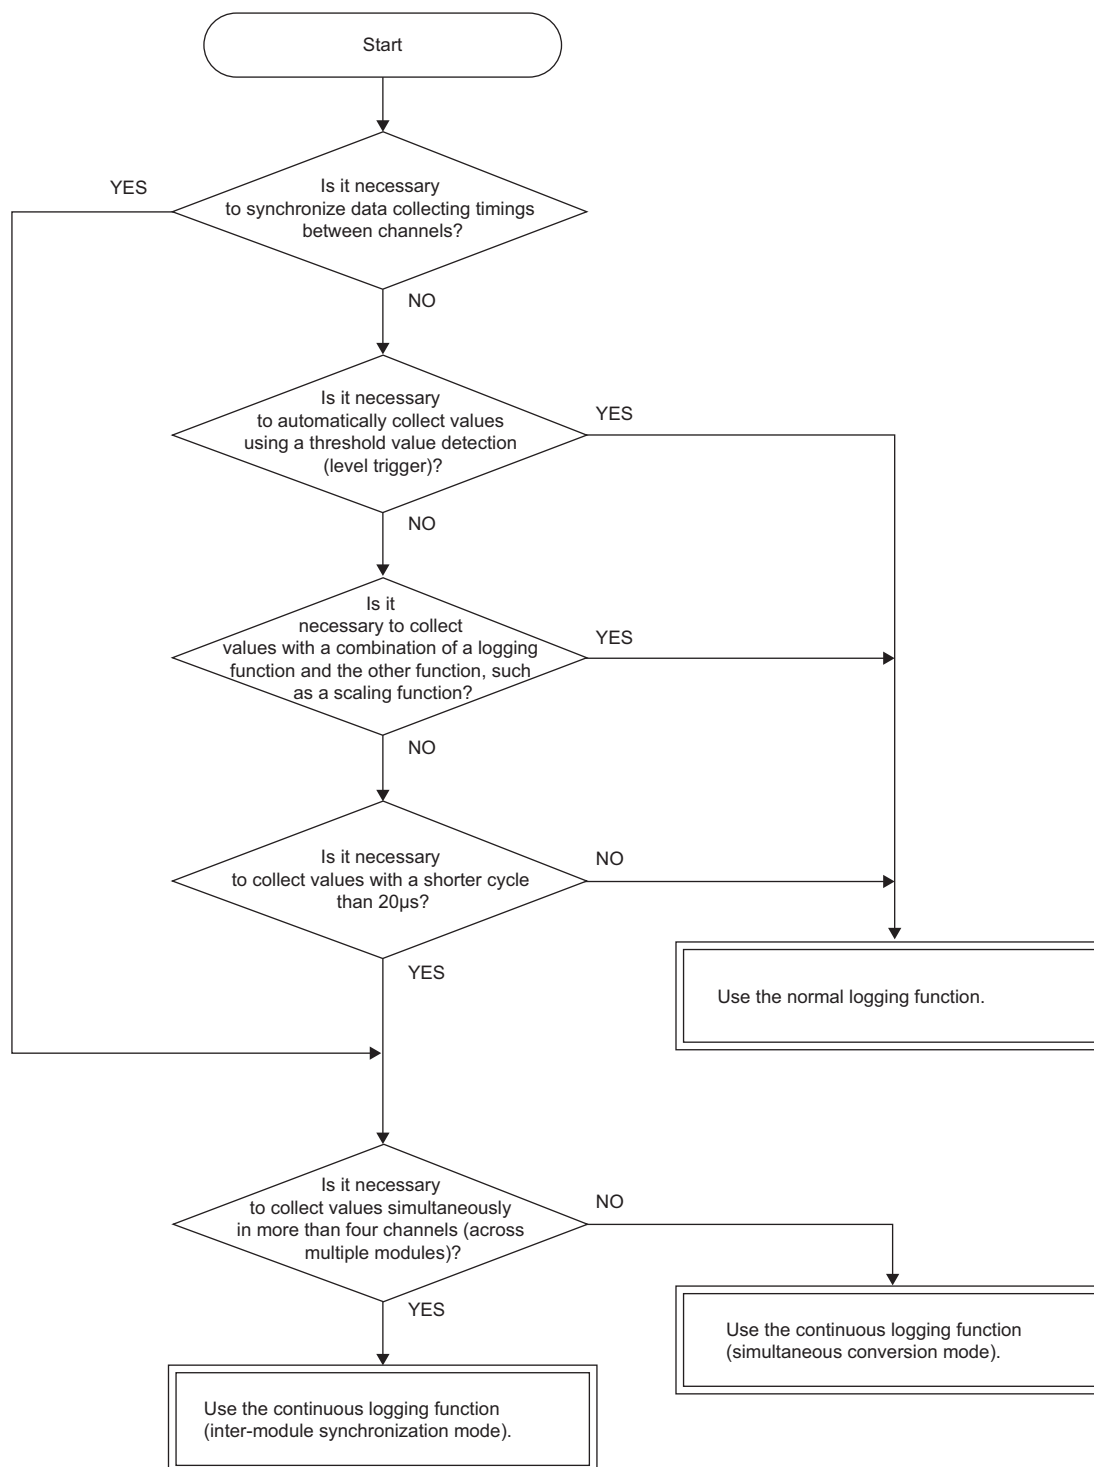 Start
YES
Is it necessary
to synchronize data collecting timings
between channels?
NO
Is it necessary
to automatically collect values
using a threshold value detection
(level trigger)?
YES
NO
Is it
necessary to collect
values with a combination of a logging
function and the other function, such
as a scaling function?
YES
NO
Is it necessary
to collect values with a shorter cycle
than 20µs?
NO
YES
Use the normal logging function.
Is it necessary
to collect values simultaneously
in more than four channels (across
multiple modules)?
NO
YES
Use the continuous logging function
(simultaneous conversion mode).
Use the continuous logging function
(inter-module synchronization mode).